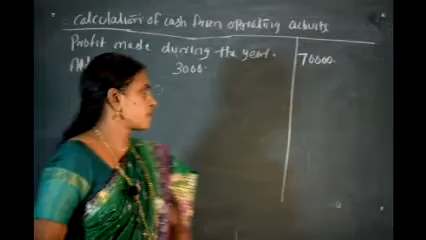 Calculation of cash from operating activity
Profit made during the year. 70000.
3000.